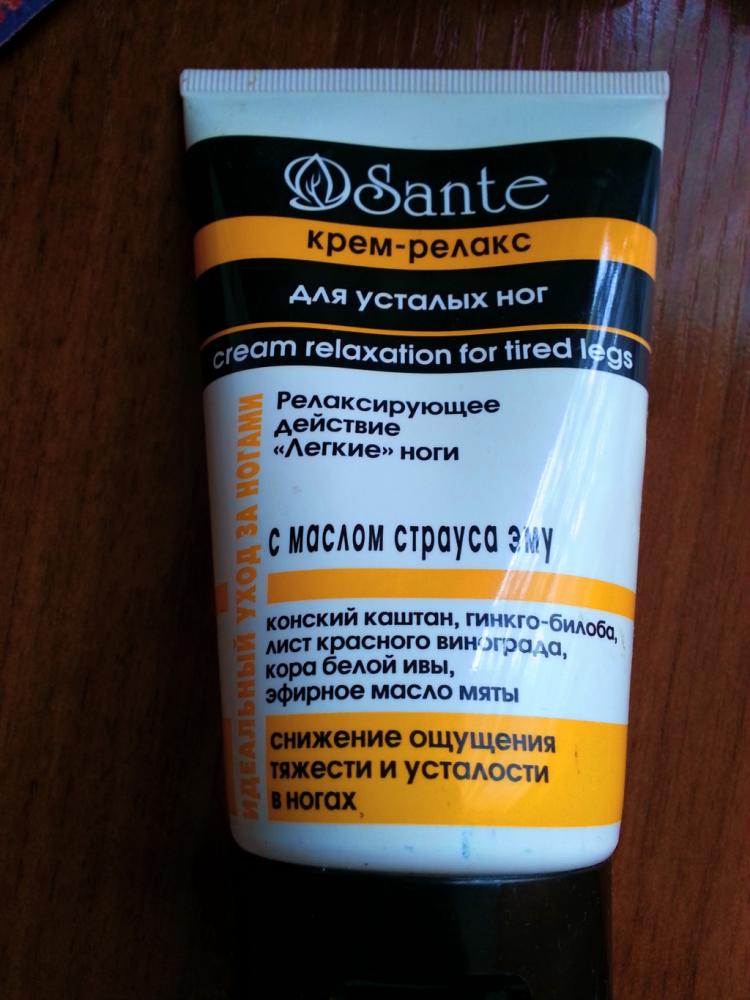 Sante
крем-релакс
для усталых ног
cream relaxation for tired legs
Релаксирующее
действие
«Легкие» ноги
ИДЕАЛЬНЫЙ УХОД ЗА НОГАМИ
с маслом страуса эму
конский каштан, гинкго-билоба,
лист красного винограда,
кора белой ивы,
эфирное масло мяты
снижение ощущения
тяжести и усталости
в ногах